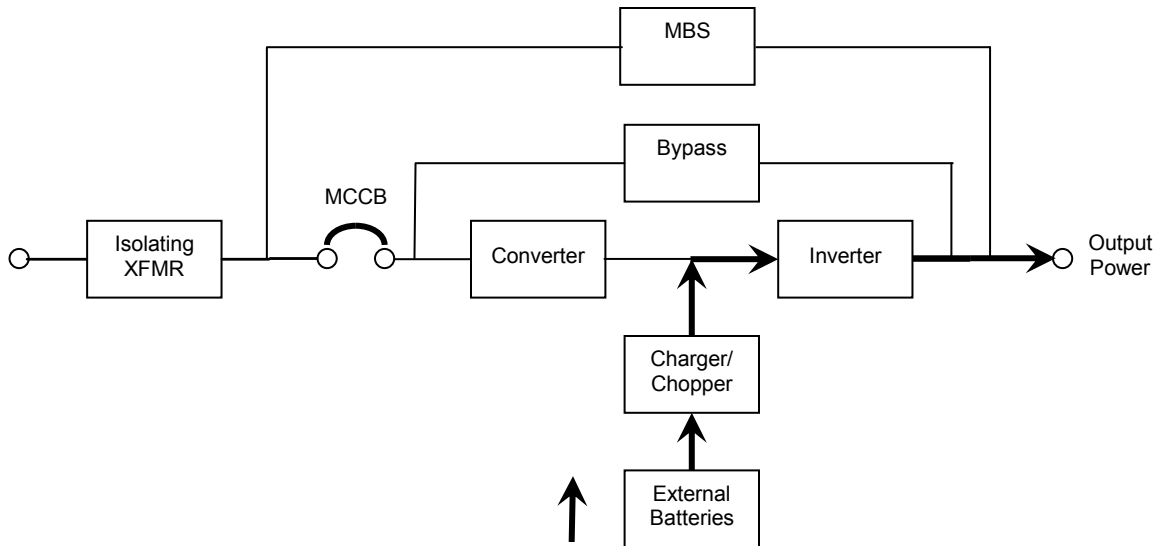 MBS
Bypass
MCCB
Isolating
XFMR
Converter
Inverter
Output
Power
Charger/
Chopper
External
Batteries